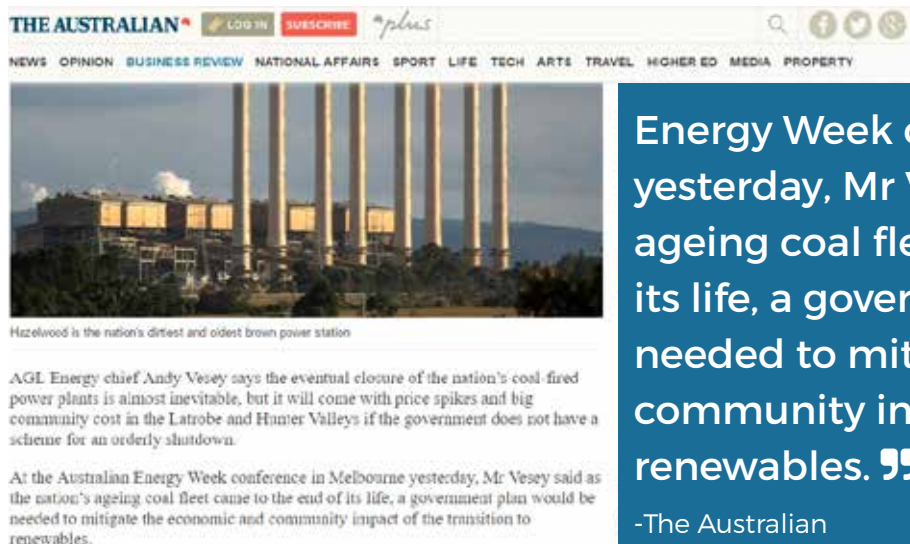 THE AUSTRALIAN LOG IN SUBSCRIBE plus
NEWS OPINION BUSINESS REVIEW NATIONAL AFFAIRS SPORT LIFE TECH ARTS TRAVEL HIGHER ED MEDIA PROPERTY
Hazelwood is the nation's dirtiest and oldest brown power station
AGL Energy chief Andy Vesey says the eventual closure of the nation's coal-fired
power plants is almost inevitable, but it will come with price spikes and big
community cost in the Latrobe and Hunter Valleys if the government does not have a
scheme for an orderly shutdown.
At the Australian Energy Week conference in Melbourne yesterday, Mr Vesey said as
the nation's ageing coal fleet came to the end of its life, a government plan would be
needed to mitigate the economic and community impact of the transition to
renewables.
Energy Week
yesterday, Mr
ageing coal
its life, a
needed to
community
renewables. ”
-The Australian